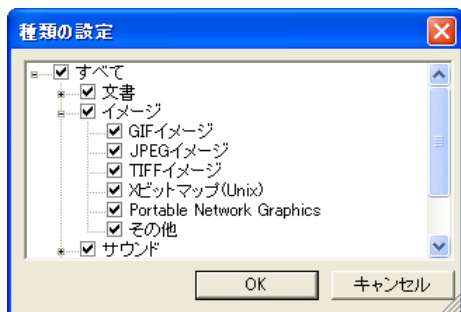 種類の設定
すべて
文書
イメージ
GIFイメージ
JPEGイメージ
TIFFイメージ
Xビットマップ(Unix)
Portable Network Graphics
その他
サウンド
OK
キャンセル